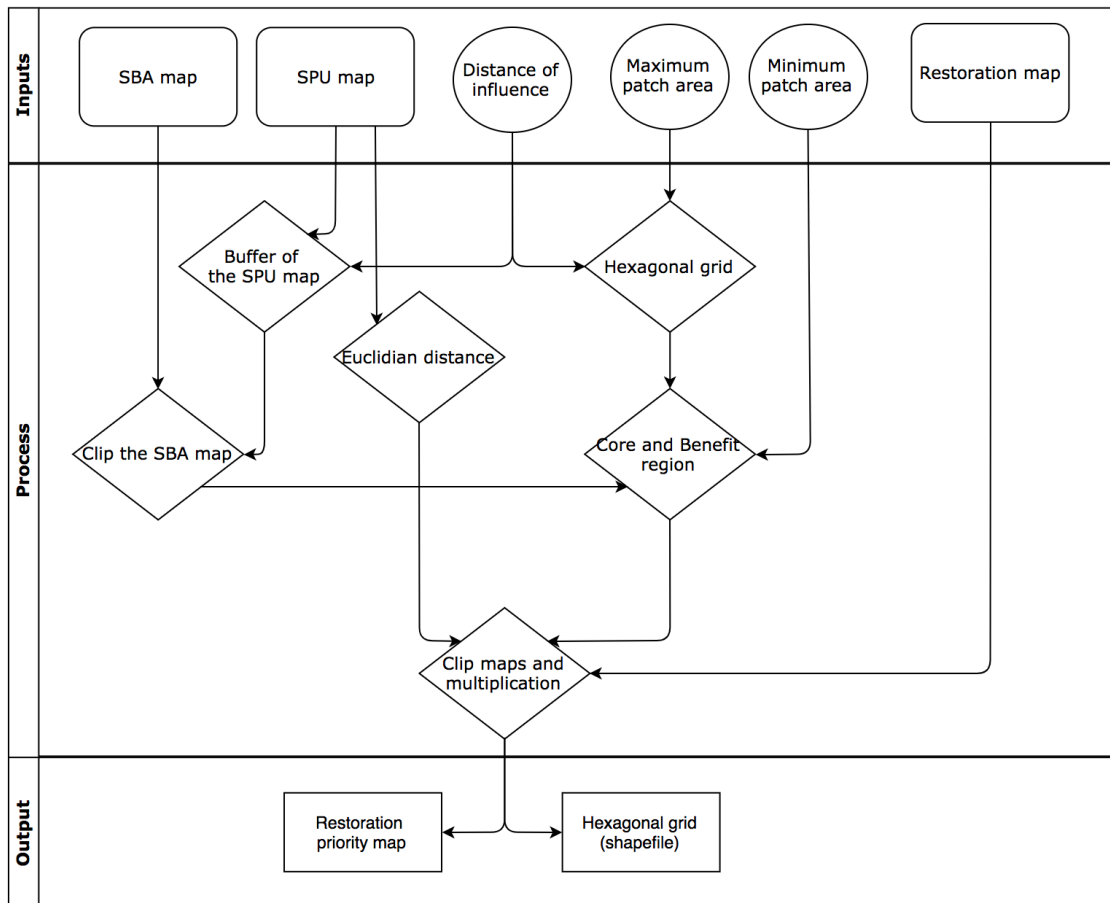 Inputs
SBA map
SPU map
Distance of
influence
Maximum
patch area
Minimum
patch area
Restoration map
Process
Buffer of
the SPU map
Hexagonal grid
Euclidian distance
Clip the SBA map
Core and Benefit
region
Clip maps and
multiplication
Output
Restoration
priority map
Hexagonal grid
(shapefile)